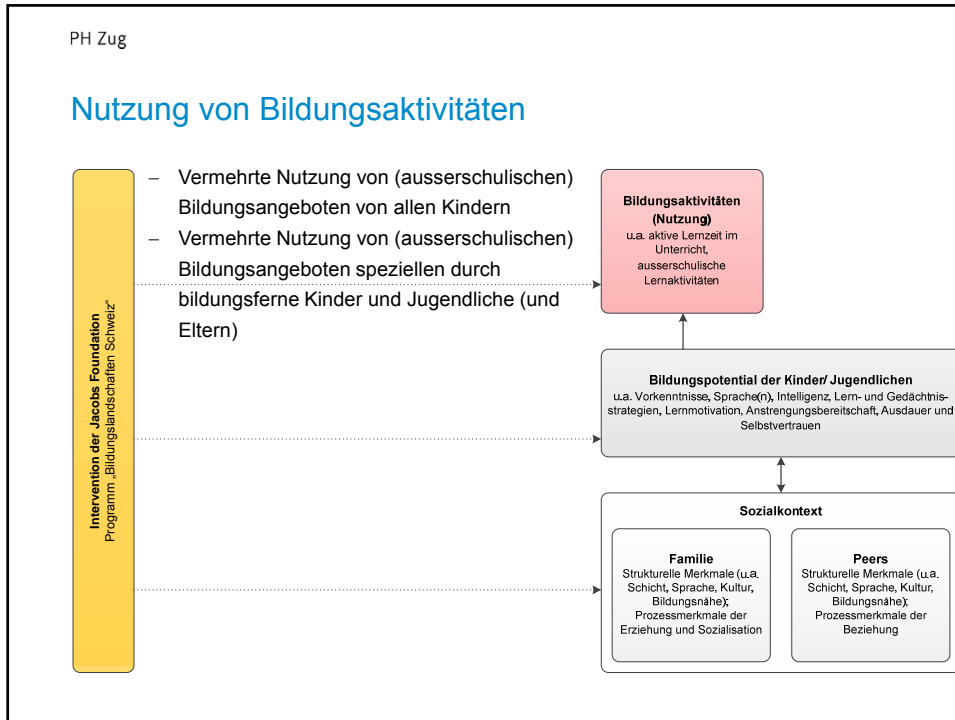 PH Zug
Nutzung von Bildungsaktivitäten
– Vermehrte Nutzung von (ausserschulischen)
Bildungsangeboten von allen Kindern
– Vermehrte Nutzung von (ausserschulischen)
Bildungsangeboten speziellen durch
bildungsferne Kinder und Jugendliche (und
Eltern)
Intervention der Jacobs Foundation
Programm „Bildungslandschaften Schweiz“
Bildungsaktivitäten
(Nutzung)
u.a. aktive Lernzeit im
Unterricht,
ausserschulische
Lernaktivitäten
Bildungspotential der Kinder/ Jugendlichen
u.a. Vorkenntnisse, Sprache(n), Intelligenz, Lern- und Gedächtnis-
strategien, Lernmotivation, Anstrengungsbereitschaft, Ausdauer und
Selbstvertrauen
Sozialkontext
Familie
Strukturelle Merkmale (u.a.
Schicht, Sprache, Kultur,
Bildungsnähe);
Prozessmerkmale der
Erziehung und Sozialisation
Peers
Strukturelle Merkmale (u.a.
Schicht, Sprache, Kultur,
Bildungsnähe);
Prozessmerkmale der
Beziehung